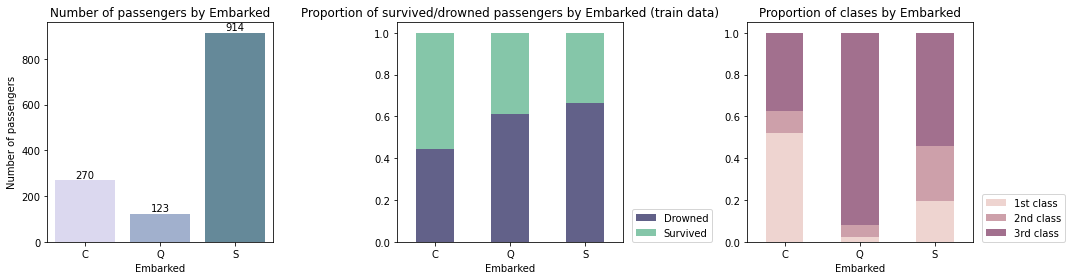 Number of passengers by Embarked
Number of passengers
800
600
400
200
0
270
123
914
C
Q
S
Embarked
Proportion of survived/drowned passengers by Embarked (train data)
1.0
0.8
0.6
0.4
0.2
0.0
C
Q
S
Embarked
Drowned
Survived
Proportion of clases by Embarked
1.0
0.8
0.6
0.4
0.2
0.0
C
Q
S
Embarked
1st class
2nd class
3rd class